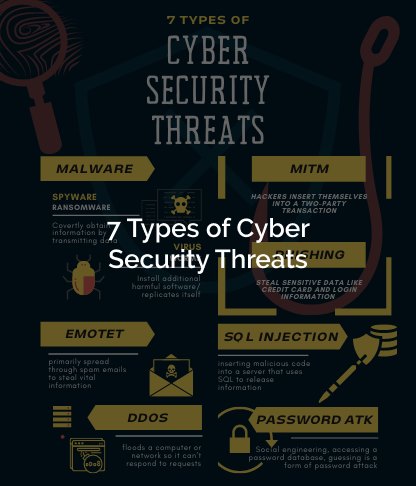 7 TYPES OF
CYBER
SECURITY
THREATS
MALWARE
SPYWARE
RANSOMWARE
Covertly obtain
information by
transmitting data
VIRUS
Install additional
harmful software/
replicates itself
MITM
HACKERS INSERT THEMSELVES
INTO A TWO-PARTY
TRANSACTION
7 Types of Cyber
Security Threats
STEAL SENSITIVE DATA LIKE
CREDIT CARD AND LOGIN
INFORMATION
EMOTET
primarily spread
through spam emails
to steal vital
information
SQL INJECTION
inserting malicious code
into a server that uses
SQL to release
information
DDOS
floods a computer or
network so it can't
respond to requests
PASSWORD ATK
Social engineering, accessing a
password database, guessing is a
form of password attack